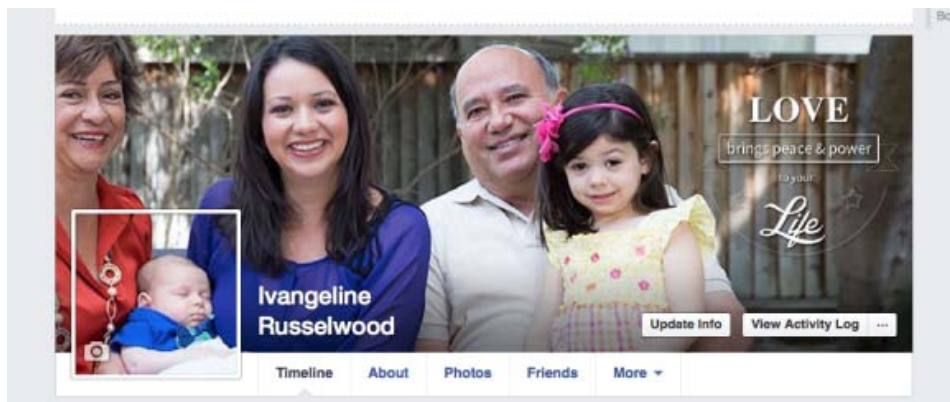 Bo
LOVE
brings peace & power
to your
Life
Ivangeline
Russelwood
Update Info
View Activity Log
...
Timeline
About
Photos
Friends
More